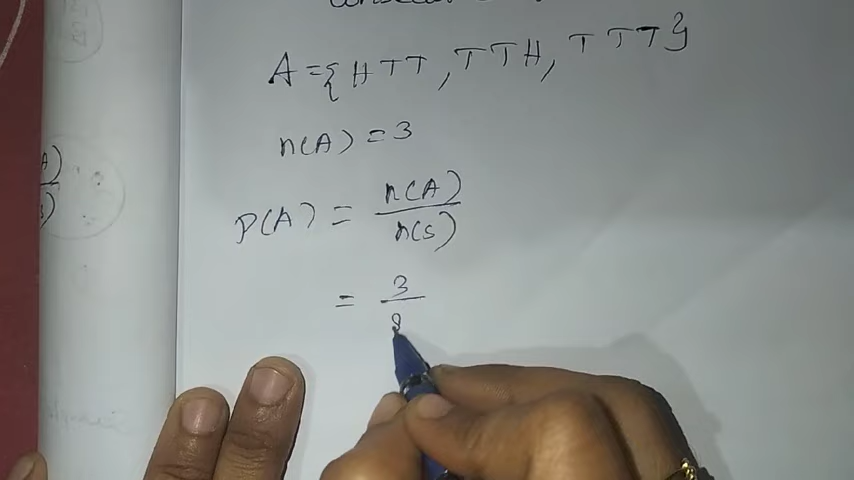 A = {HTT, TTH, TTT}
n(A) = 3
P(A) = n(A) / n(S)
= 3 / 8